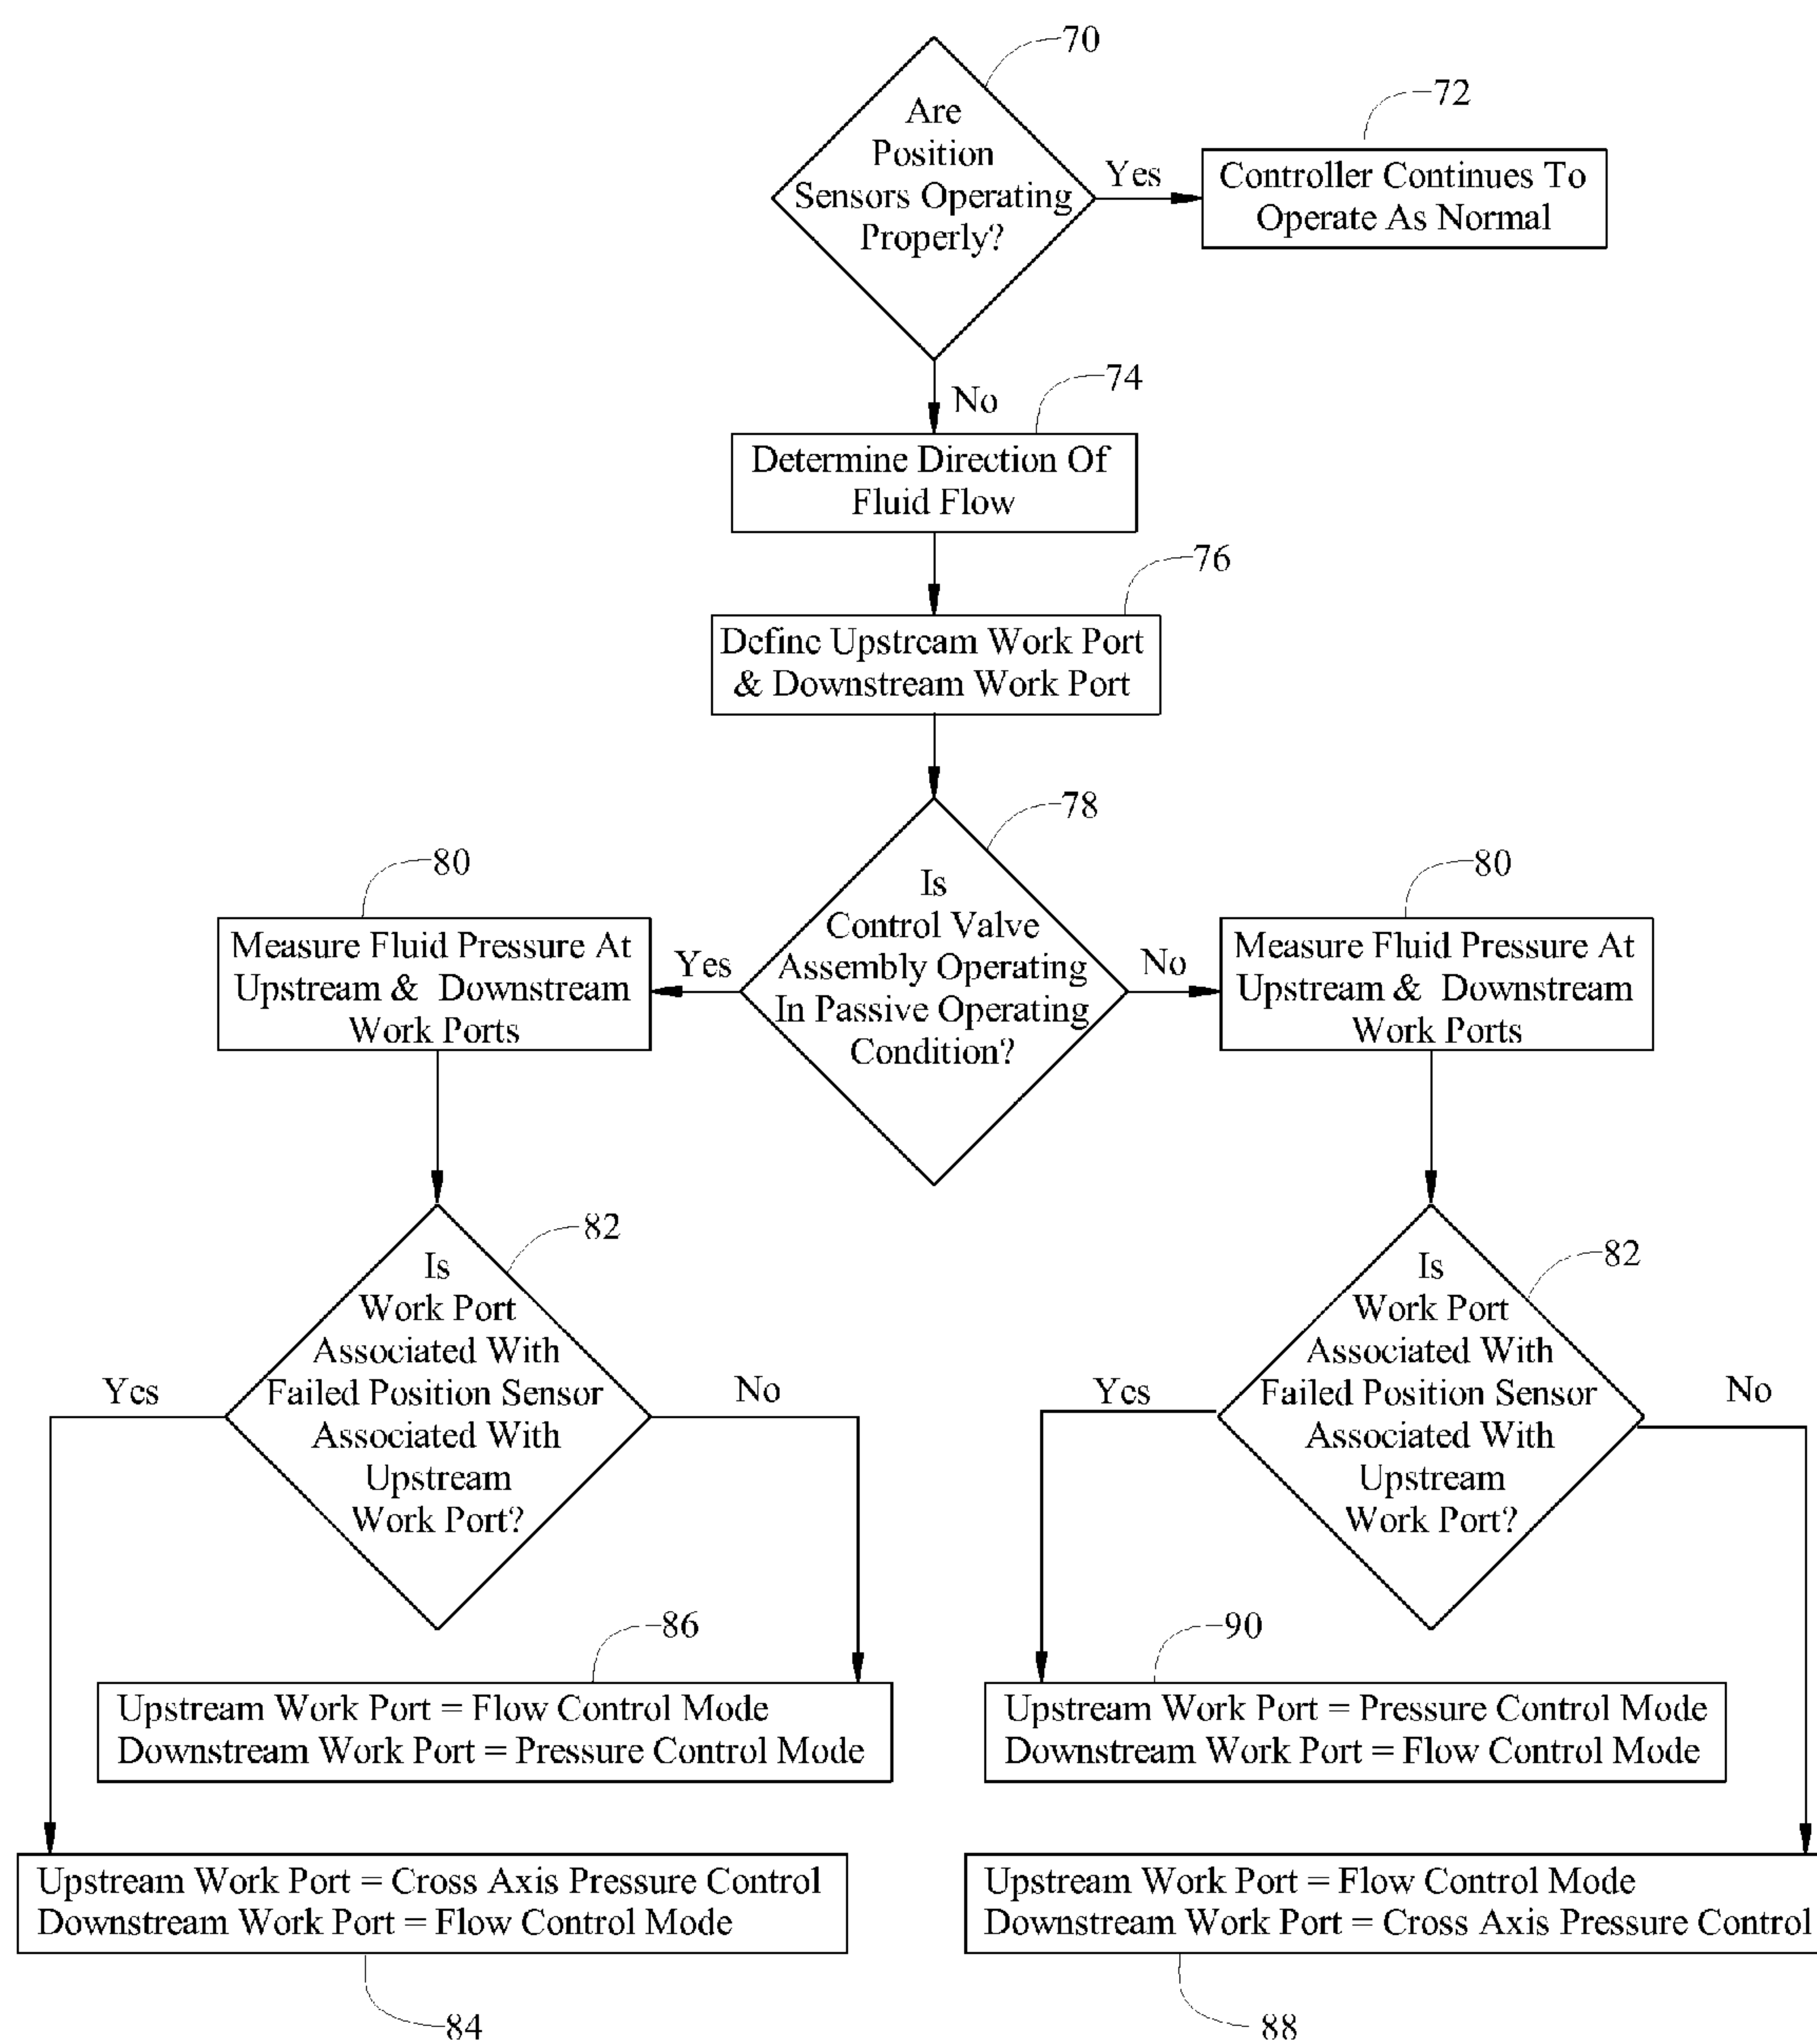 70
Are
Position
Sensors Operating
Properly?
Yes
72
Controller Continues To
Operate As Normal
No
74
Determine Direction Of
Fluid Flow
76
Define Upstream Work Port
& Downstream Work Port
78
Is
Control Valve
Assembly Operating
In Passive Operating
Condition?
Yes
No
80
Measure Fluid Pressure At
Upstream & Downstream
Work Ports
80
Measure Fluid Pressure At
Upstream & Downstream
Work Ports
82
Is
Work Port
Associated With
Failed Position Sensor
Associated With
Upstream
Work Port?
Yes
No
82
Is
Work Port
Associated With
Failed Position Sensor
Associated With
Upstream
Work Port?
Yes
No
86
Upstream Work Port = Flow Control Mode
Downstream Work Port = Pressure Control Mode
90
Upstream Work Port = Pressure Control Mode
Downstream Work Port = Flow Control Mode
Upstream Work Port = Cross Axis Pressure Control
Downstream Work Port = Flow Control Mode
84
Upstream Work Port = Flow Control Mode
Downstream Work Port = Cross Axis Pressure Control
88